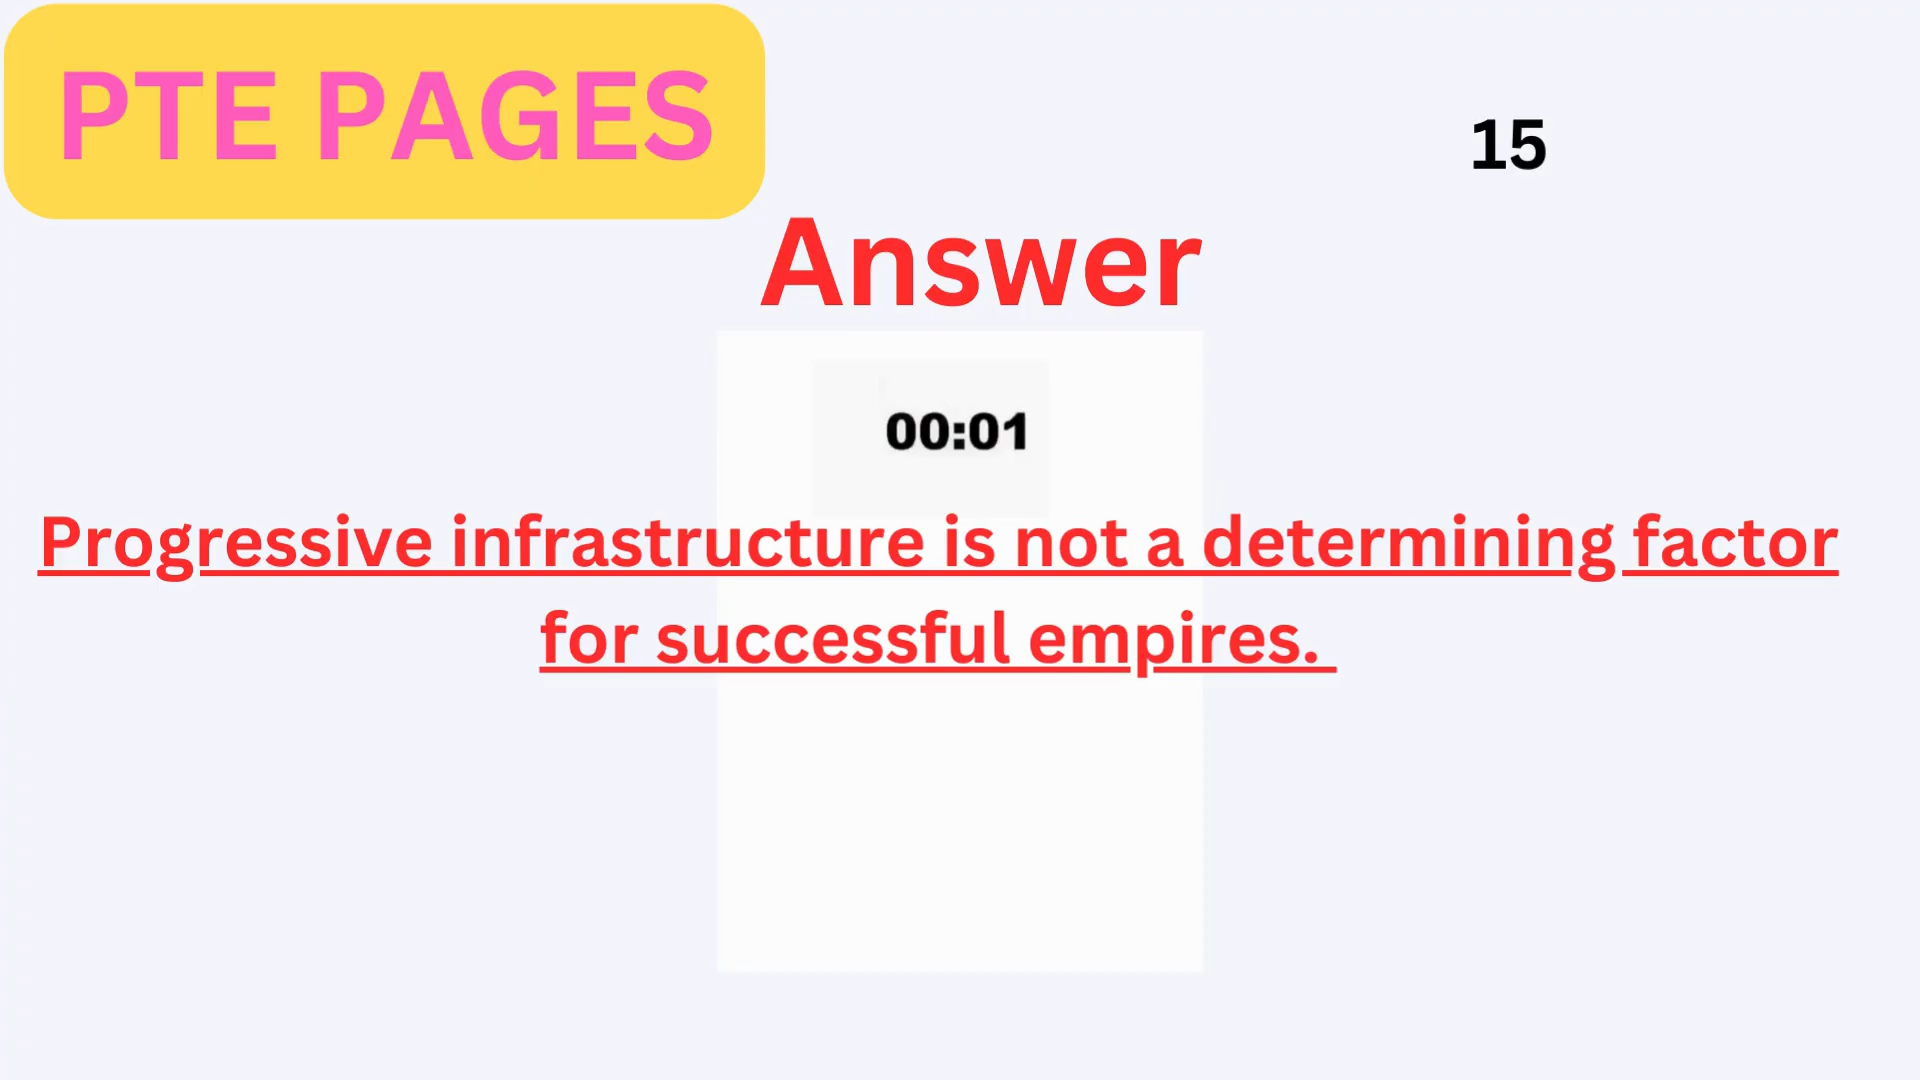 PTE PAGES
15
Answer
00:01
Progressive infrastructure is not a determining factor
for successful empires.